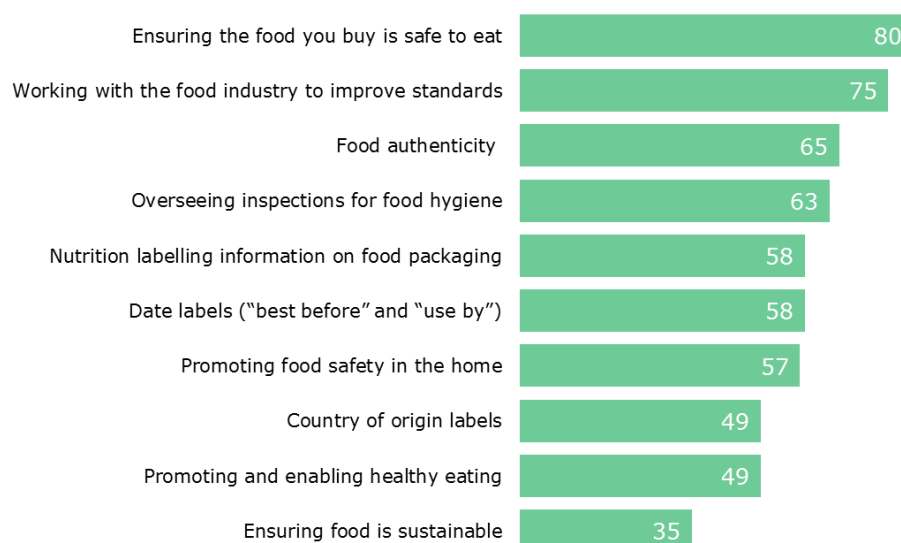 Ensuring the food you buy is safe to eat 80
Working with the food industry to improve standards 75
Food authenticity 65
Overseeing inspections for food hygiene 63
Nutrition labelling information on food packaging 58
Date labels (“best before” and “use by”) 58
Promoting food safety in the home 57
Country of origin labels 49
Promoting and enabling healthy eating 49
Ensuring food is sustainable 35